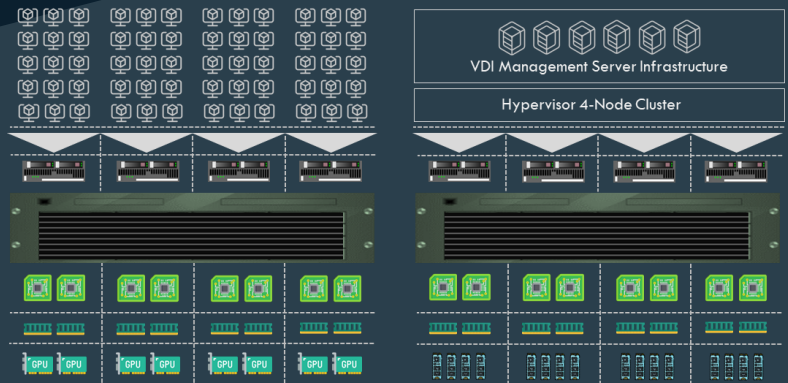 VDI Management Server Infrastructure
Hypervisor 4-Node Cluster
GPU GPU GPU GPU GPU GPU GPU GPU